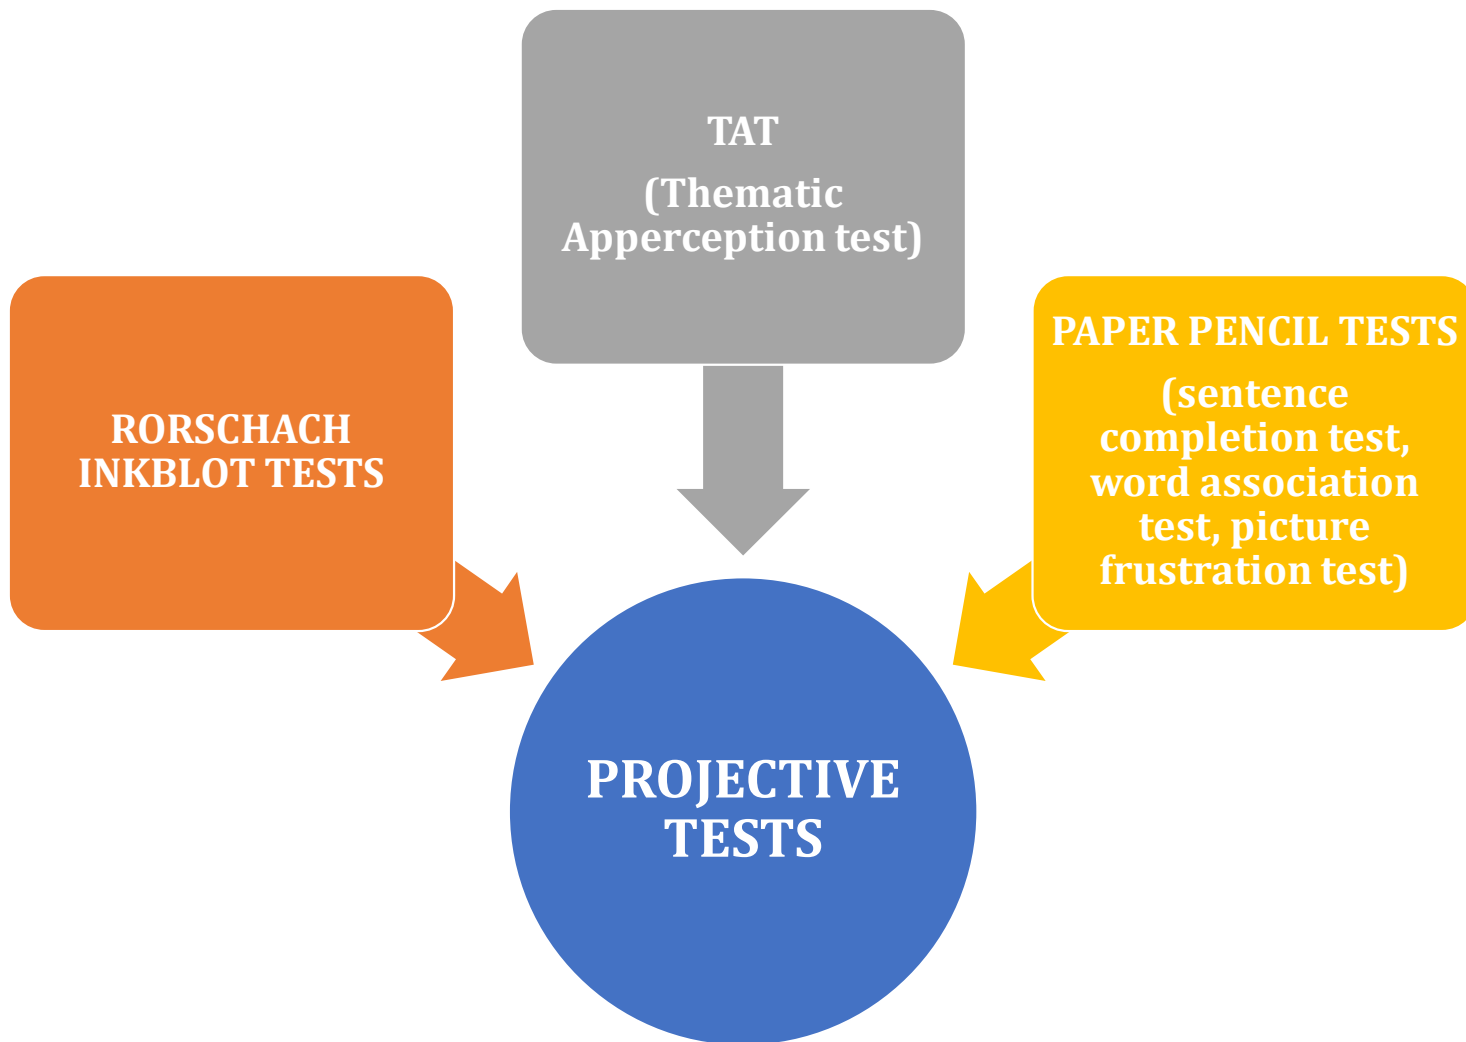 TAT
(Thematic
Apperception test)
RORSCHACH
INKBLOT TESTS
PAPER PENCIL TESTS
(sentence
completion test,
word association
test, picture
frustration test)
PROJECTIVE
TESTS